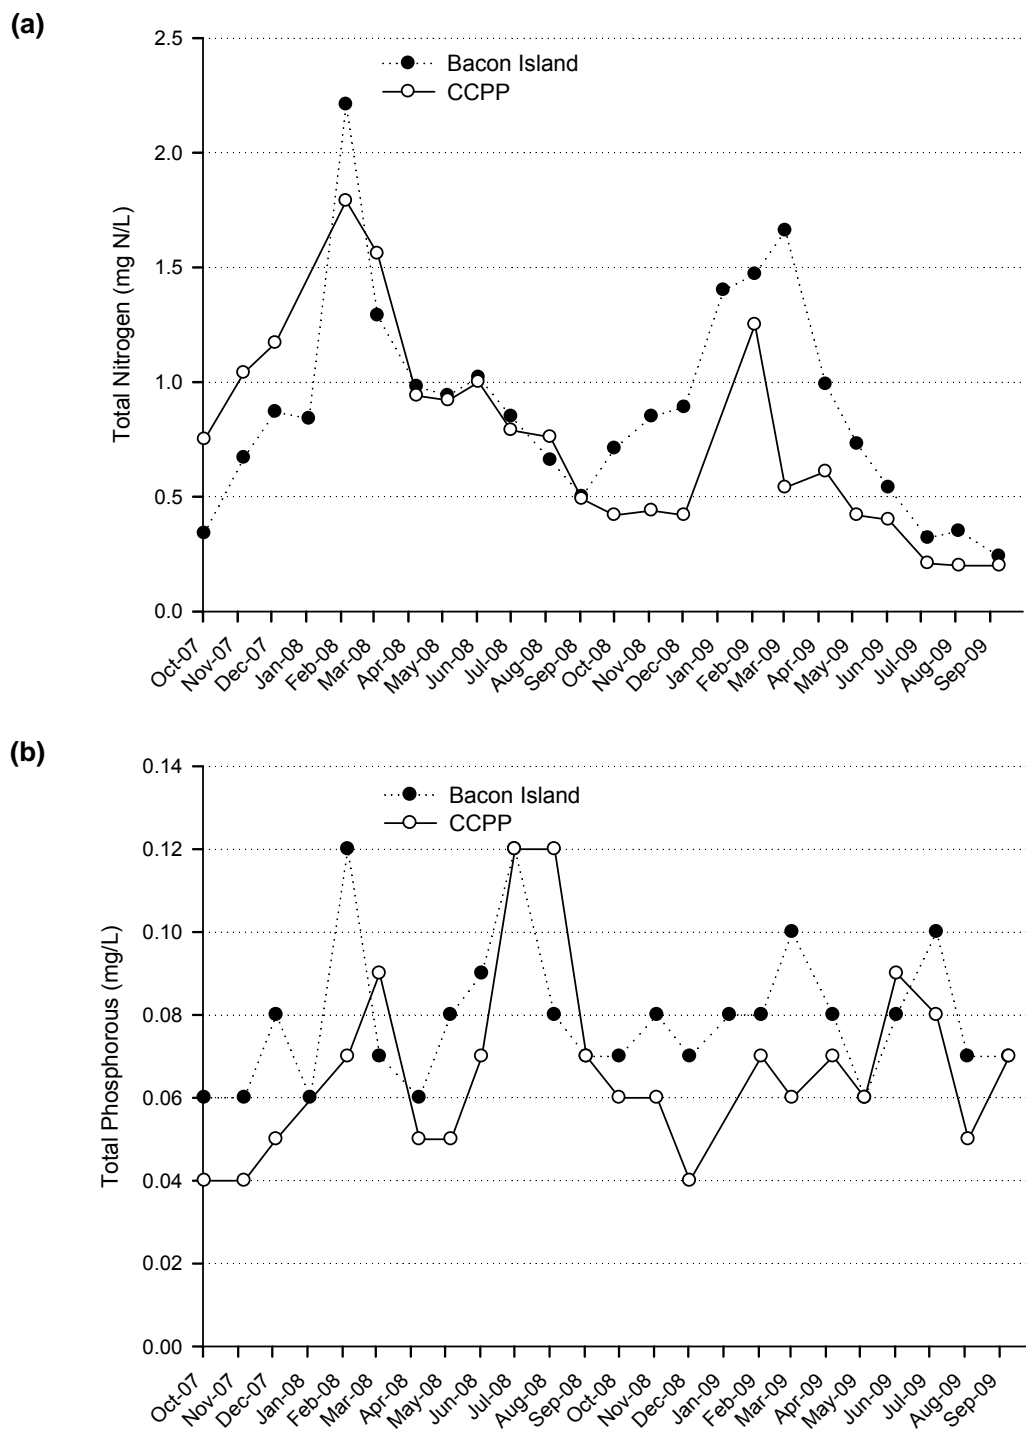 (a)
Total Nitrogen (mg N/L)
2.5
2.0
1.5
1.0
0.5
0.0
Bacon Island
CCPP
Oct-07
Nov-07
Dec-07
Jan-08
Feb-08
Mar-08
Apr-08
May-08
Jun-08
Jul-08
Aug-08
Sep-08
Oct-08
Nov-08
Dec-08
Jan-09
Feb-09
Mar-09
Apr-09
May-09
Jun-09
Jul-09
Aug-09
Sep-09
(b)
Total Phosphorous (mg/L)
0.14
0.12
0.10
0.08
0.06
0.04
0.02
0.00
Bacon Island
CCPP
Oct-07
Nov-07
Dec-07
Jan-08
Feb-08
Mar-08
Apr-08
May-08
Jun-08
Jul-08
Aug-08
Sep-08
Oct-08
Nov-08
Dec-08
Jan-09
Feb-09
Mar-09
Apr-09
May-09
Jun-09
Jul-09
Aug-09
Sep-09